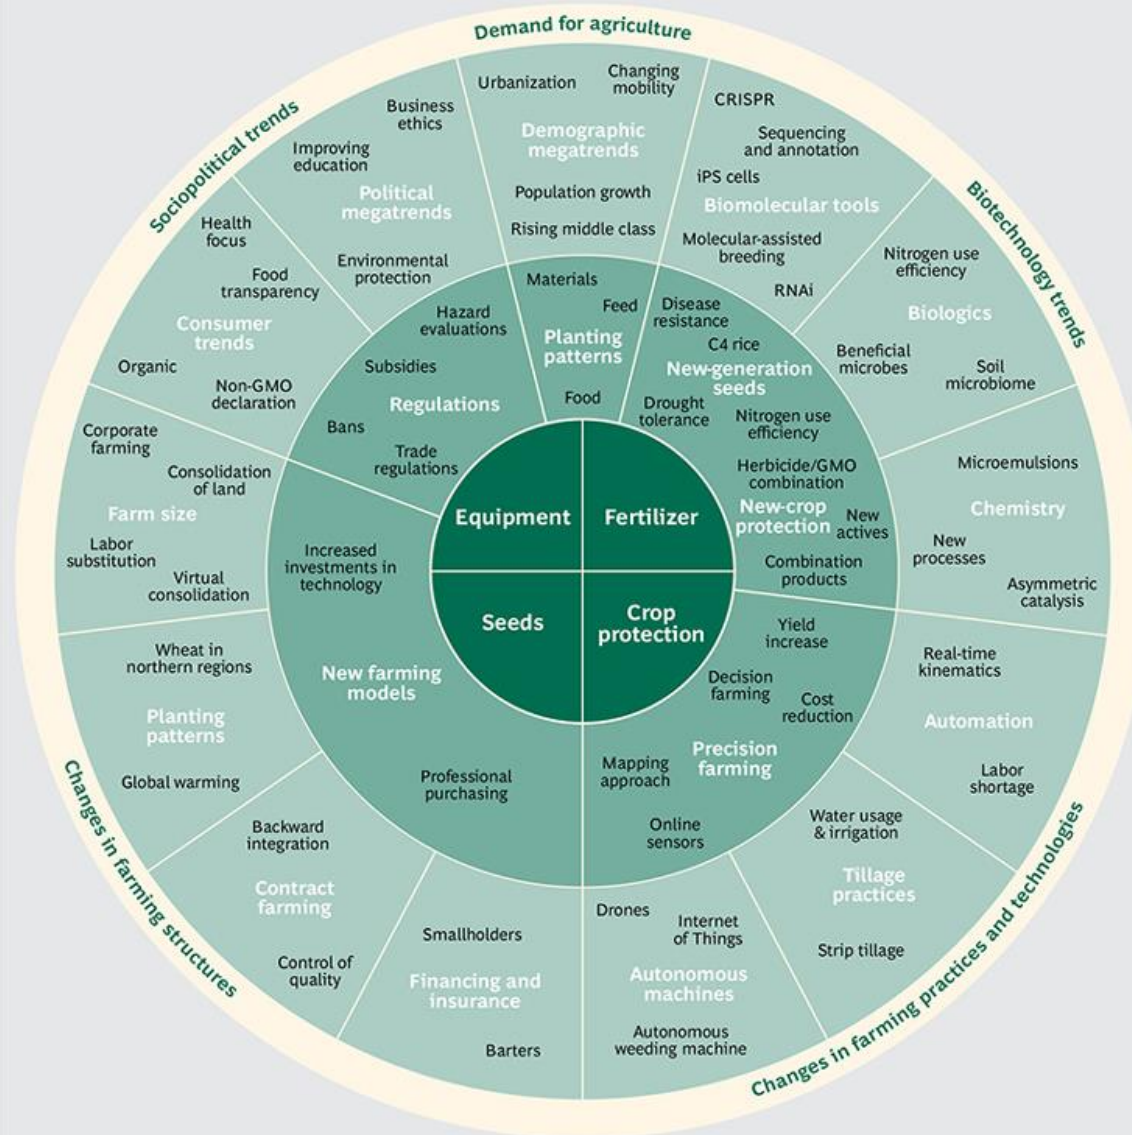 Demand for agriculture
Urbanization
Changing
mobility
Demographic
megatrends
Population growth
Rising middle class
Biotechnology trends
CRISPR
Sequencing
and annotation
iPS cells
Biomolecular tools
Molecular-assisted
breeding
RNAi
Nitrogen use
efficiency
Biologics
Beneficial
microbes
Soil
microbiome
Microemulsions
Chemistry
New
processes
Asymmetric
catalysis
Changes in farming practices and technologies
Real-time
kinematics
Automation
Labor
shortage
Water usage
& irrigation
Tillage
practices
Strip tillage
Drones
Internet
of Things
Autonomous
machines
Autonomous
weeding machine
Changes in farming structures
Smallholders
Financing and
insurance
Barters
Backward
integration
Contract
farming
Control of
quality
Wheat in
northern regions
Planting
patterns
Global warming
Corporate
farming
Consolidation
of land
Farm size
Labor
substitution
Virtual
consolidation
Sociopolitical trends
Health
focus
Food
transparency
Consumer
trends
Organic
Non-GMO
declaration
Business
ethics
Improving
education
Political
megatrends
Environmental
protection
Materials
Feed
Planting
patterns
Food
Disease
resistance
C4 rice
New-generation
seeds
Drought
tolerance
Nitrogen use
efficiency
Herbicide/GMO
combination
New-crop
protection
New
actives
Combination
products
Yield
increase
Decision
farming
Cost
reduction
Precision
farming
Mapping
approach
Online
sensors
Increased
investments in
technology
New farming
models
Professional
purchasing
Hazard
evaluations
Subsidies
Regulations
Bans
Trade
regulations
Equipment
Fertilizer
Seeds
Crop
protection